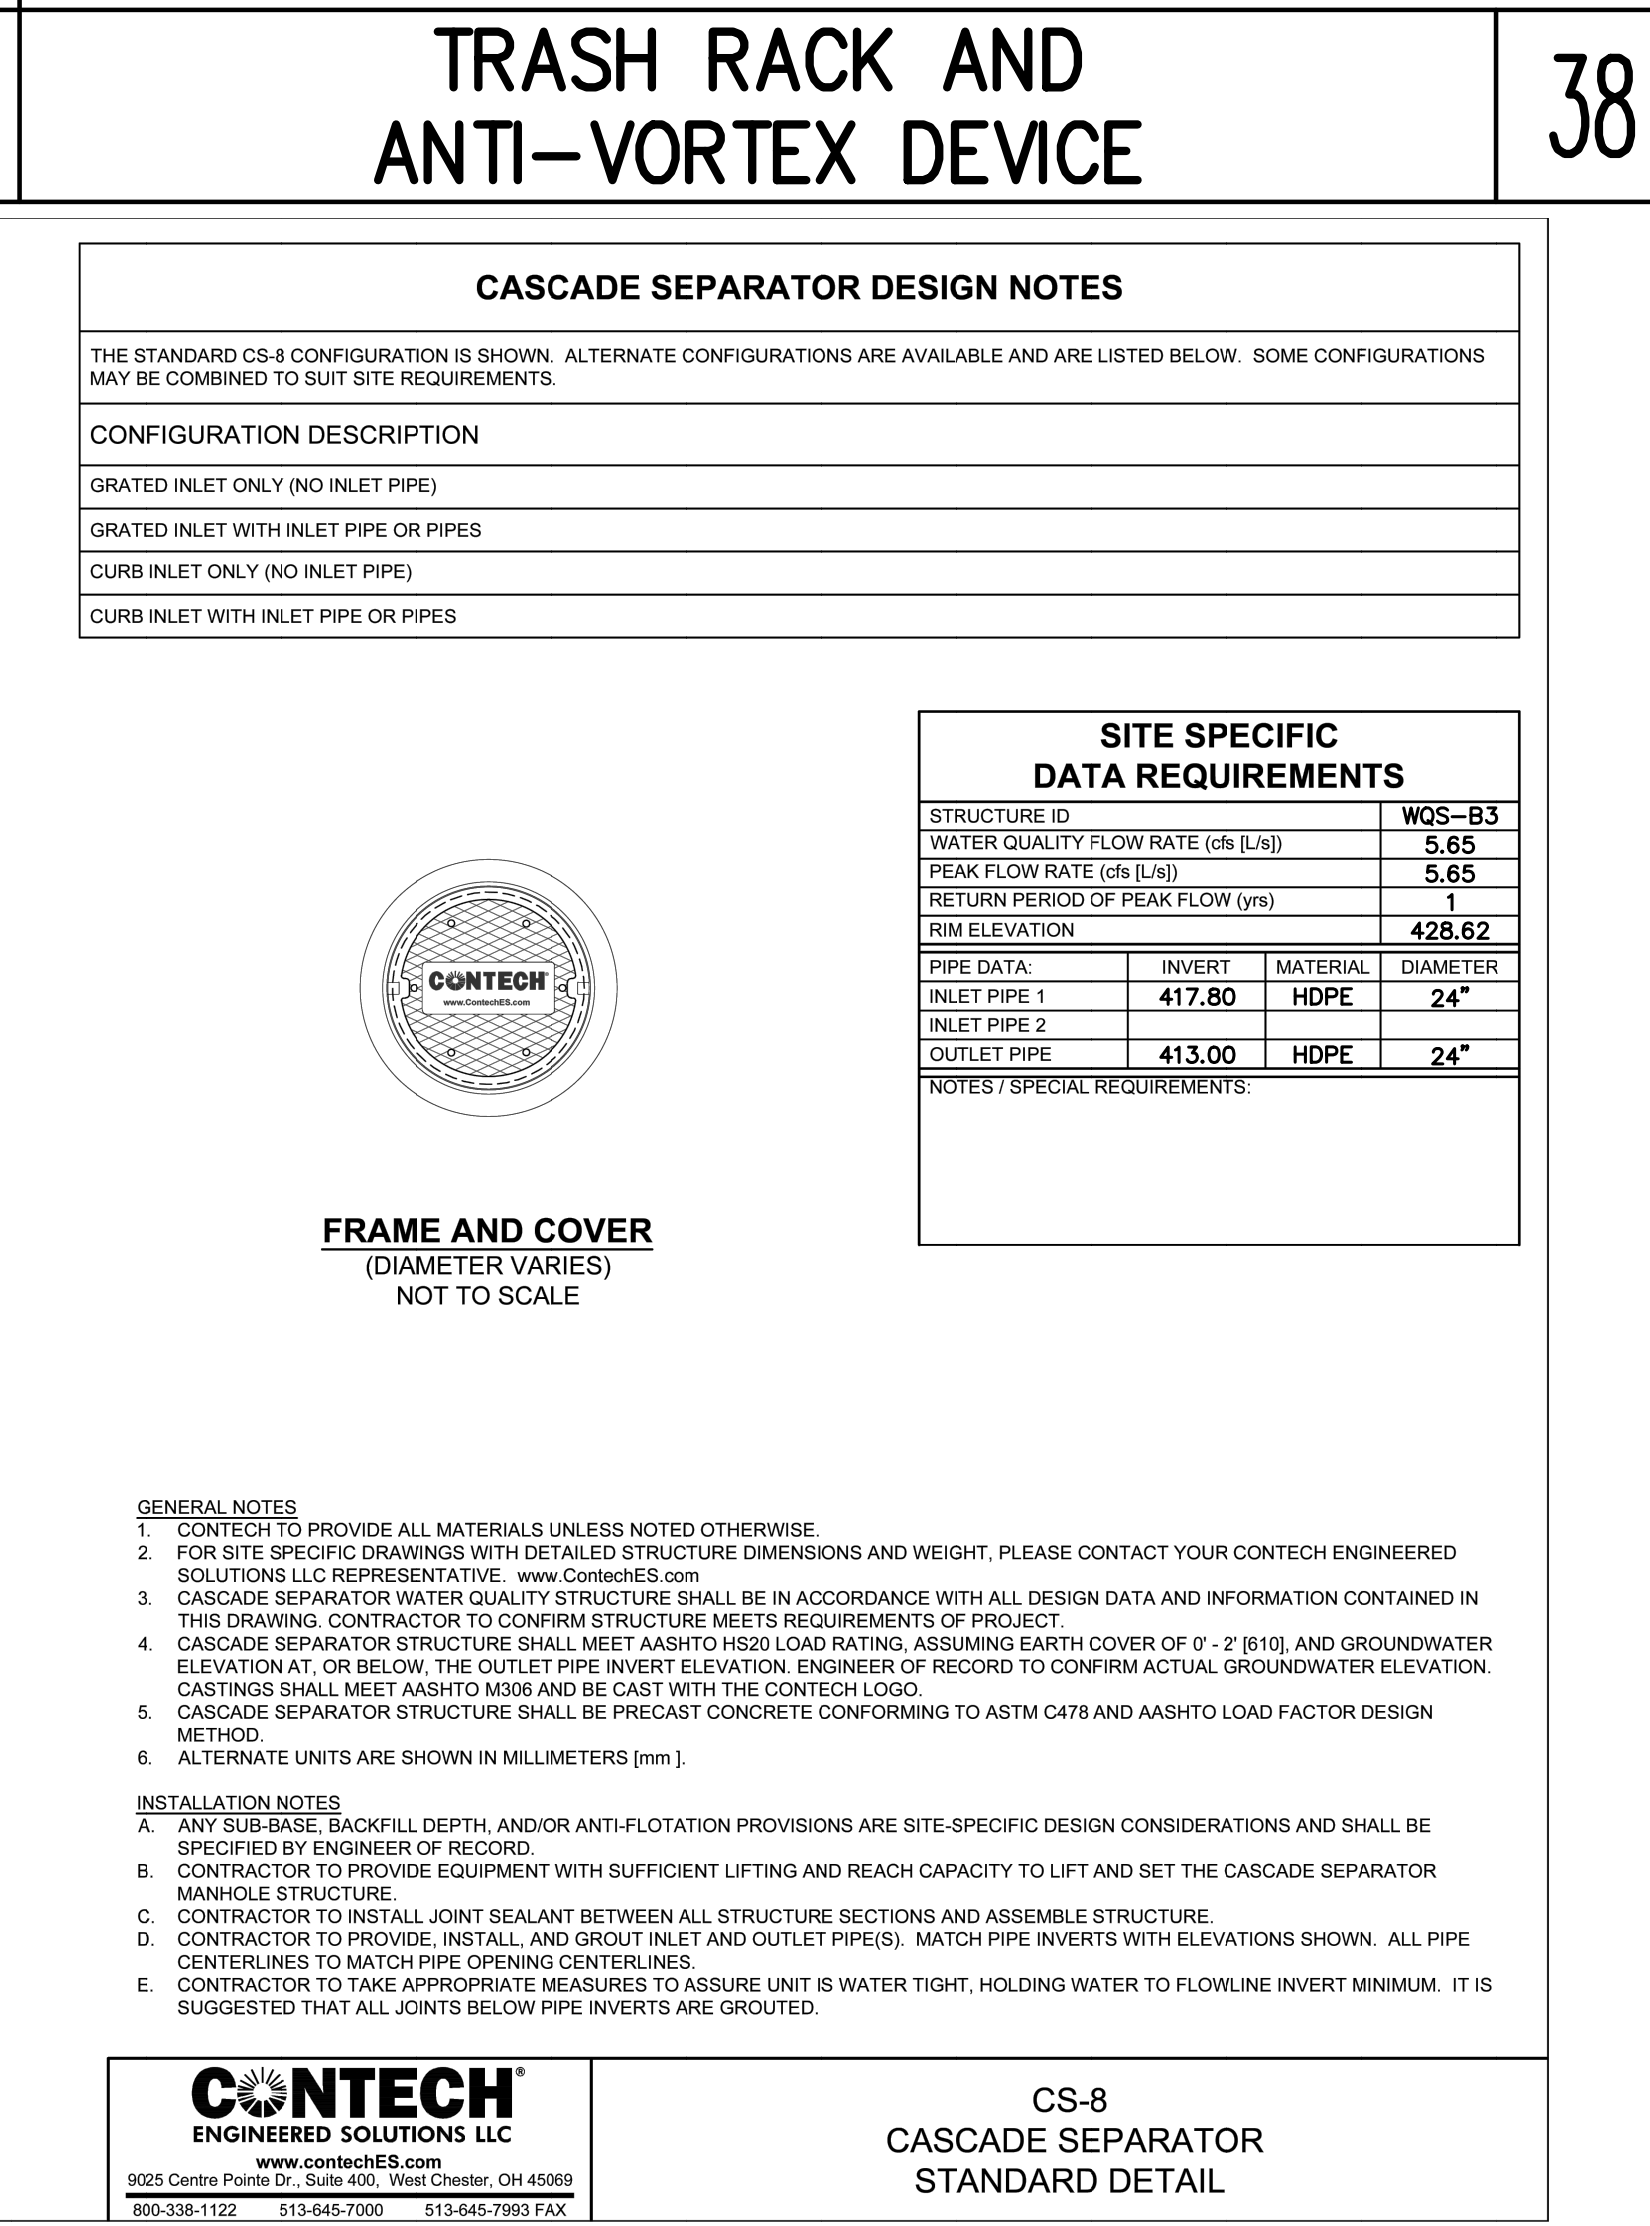 TRASH RACK AND
ANTI-VORTEX DEVICE
38
CASCADE SEPARATOR DESIGN NOTES
THE STANDARD CS-8 CONFIGURATION IS SHOWN. ALTERNATE CONFIGURATIONS ARE AVAILABLE AND ARE LISTED BELOW. SOME CONFIGURATIONS
MAY BE COMBINED TO SUIT SITE REQUIREMENTS.
CONFIGURATION DESCRIPTION
GRATED INLET ONLY (NO INLET PIPE)
GRATED INLET WITH INLET PIPE OR PIPES
CURB INLET ONLY (NO INLET PIPE)
CURB INLET WITH INLET PIPE OR PIPES
CONTECH®
www.ContechES.com
FRAME AND COVER
(DIAMETER VARIES)
NOT TO SCALE
SITE SPECIFIC
DATA REQUIREMENTS
STRUCTURE ID WQS-B3
WATER QUALITY FLOW RATE (cfs [L/s]) 5.65
PEAK FLOW RATE (cfs [L/s]) 5.65
RETURN PERIOD OF PEAK FLOW (yrs) 1
RIM ELEVATION 428.62
PIPE DATA: INVERT MATERIAL DIAMETER
INLET PIPE 1 417.80 HDPE 24"
INLET PIPE 2
OUTLET PIPE 413.00 HDPE 24"
NOTES / SPECIAL REQUIREMENTS:
GENERAL NOTES
1. CONTECH TO PROVIDE ALL MATERIALS UNLESS NOTED OTHERWISE.
2. FOR SITE SPECIFIC DRAWINGS WITH DETAILED STRUCTURE DIMENSIONS AND WEIGHT, PLEASE CONTACT YOUR CONTECH ENGINEERED
SOLUTIONS LLC REPRESENTATIVE. www.ContechES.com
3. CASCADE SEPARATOR WATER QUALITY STRUCTURE SHALL BE IN ACCORDANCE WITH ALL DESIGN DATA AND INFORMATION CONTAINED IN
THIS DRAWING. CONTRACTOR TO CONFIRM STRUCTURE MEETS REQUIREMENTS OF PROJECT.
4. CASCADE SEPARATOR STRUCTURE SHALL MEET AASHTO HS20 LOAD RATING, ASSUMING EARTH COVER OF 0' - 2' [610], AND GROUNDWATER
ELEVATION AT, OR BELOW, THE OUTLET PIPE INVERT ELEVATION. ENGINEER OF RECORD TO CONFIRM ACTUAL GROUNDWATER ELEVATION.
CASTINGS SHALL MEET AASHTO M306 AND BE CAST WITH THE CONTECH LOGO.
5. CASCADE SEPARATOR STRUCTURE SHALL BE PRECAST CONCRETE CONFORMING TO ASTM C478 AND AASHTO LOAD FACTOR DESIGN
METHOD.
6. ALTERNATE UNITS ARE SHOWN IN MILLIMETERS [mm ].
INSTALLATION NOTES
A. ANY SUB-BASE, BACKFILL DEPTH, AND/OR ANTI-FLOTATION PROVISIONS ARE SITE-SPECIFIC DESIGN CONSIDERATIONS AND SHALL BE
SPECIFIED BY ENGINEER OF RECORD.
B. CONTRACTOR TO PROVIDE EQUIPMENT WITH SUFFICIENT LIFTING AND REACH CAPACITY TO LIFT AND SET THE CASCADE SEPARATOR
MANHOLE STRUCTURE.
C. CONTRACTOR TO INSTALL JOINT SEALANT BETWEEN ALL STRUCTURE SECTIONS AND ASSEMBLE STRUCTURE.
D. CONTRACTOR TO PROVIDE, INSTALL, AND GROUT INLET AND OUTLET PIPE(S). MATCH PIPE INVERTS WITH ELEVATIONS SHOWN. ALL PIPE
CENTERLINES TO MATCH PIPE OPENING CENTERLINES.
E. CONTRACTOR TO TAKE APPROPRIATE MEASURES TO ASSURE UNIT IS WATER TIGHT, HOLDING WATER TO FLOWLINE INVERT MINIMUM. IT IS
SUGGESTED THAT ALL JOINTS BELOW PIPE INVERTS ARE GROUTED.
CONTECH®
ENGINEERED SOLUTIONS LLC
www.contechES.com
9025 Centre Pointe Dr., Suite 400, West Chester, OH 45069
800-338-1122 513-645-7000 513-645-7993 FAX
CS-8
CASCADE SEPARATOR
STANDARD DETAIL